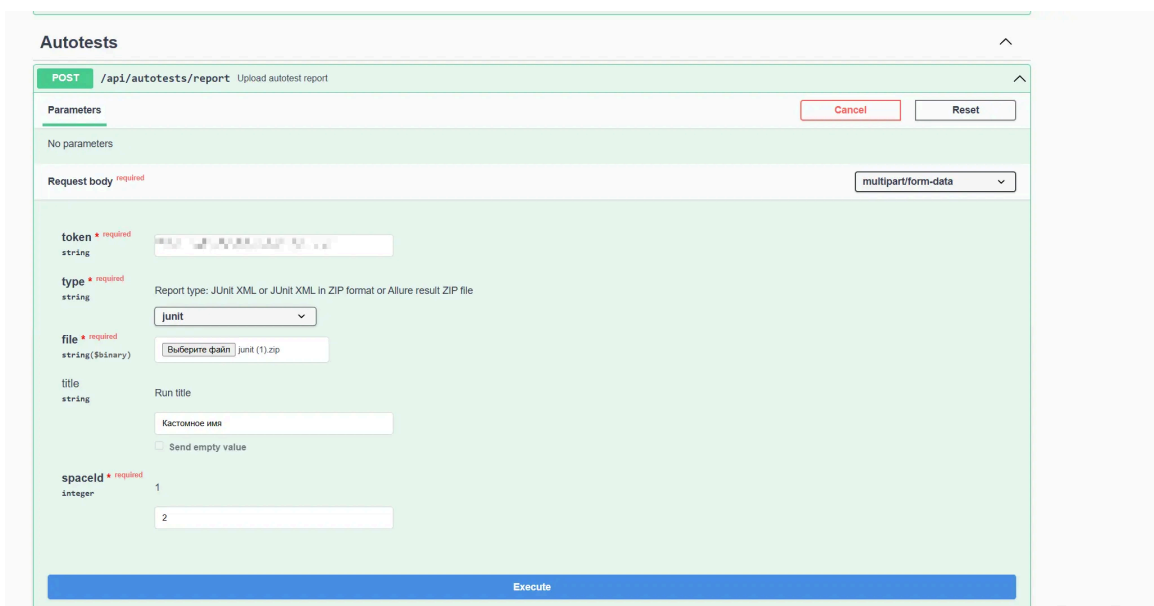 Autotests
POST /api/autotests/report Upload autotest report
Parameters
Cancel
Reset
No parameters
Request body required
multipart/form-data
token * required
string
type * required
string
Report type: JUnit XML or JUnit XML in ZIP format or Allure result ZIP file
junit
file * required
string($binary)
Выберите файл junit (1).zip
title
string
Run title
Кастомное имя
Send empty value
spaceId * required
integer
1
2
Execute